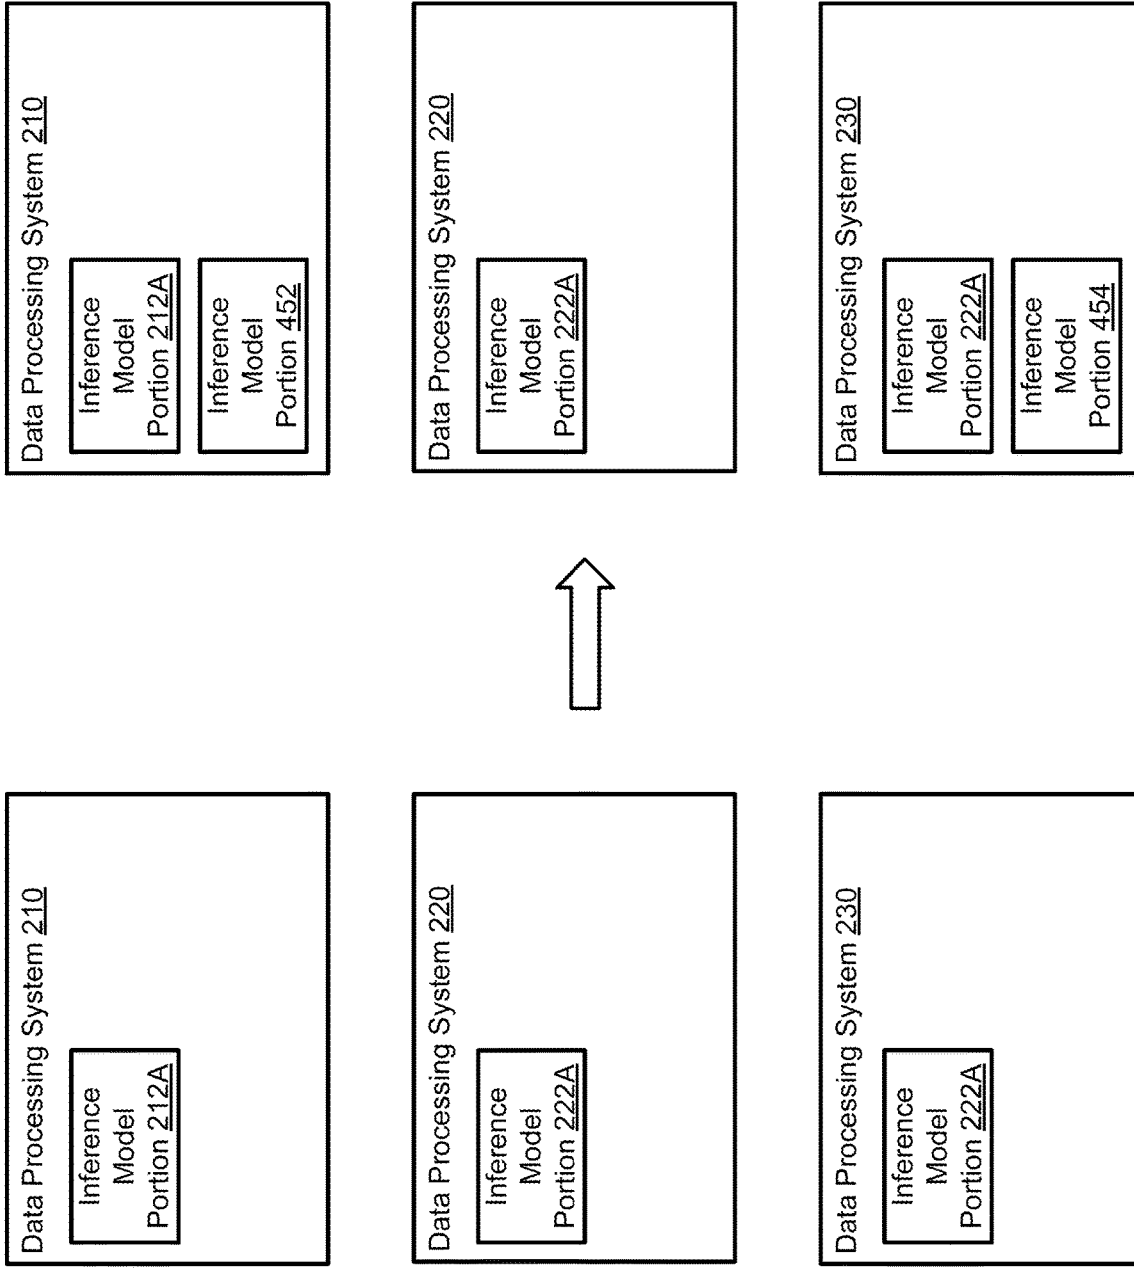 Data Processing System 210
Inference
Model
Portion 212A
Data Processing System 220
Inference
Model
Portion 222A
Data Processing System 230
Inference
Model
Portion 222A
Data Processing System 210
Inference
Model
Portion 212A
Inference
Model
Portion 452
Data Processing System 220
Inference
Model
Portion 222A
Data Processing System 230
Inference
Model
Portion 222A
Inference
Model
Portion 454